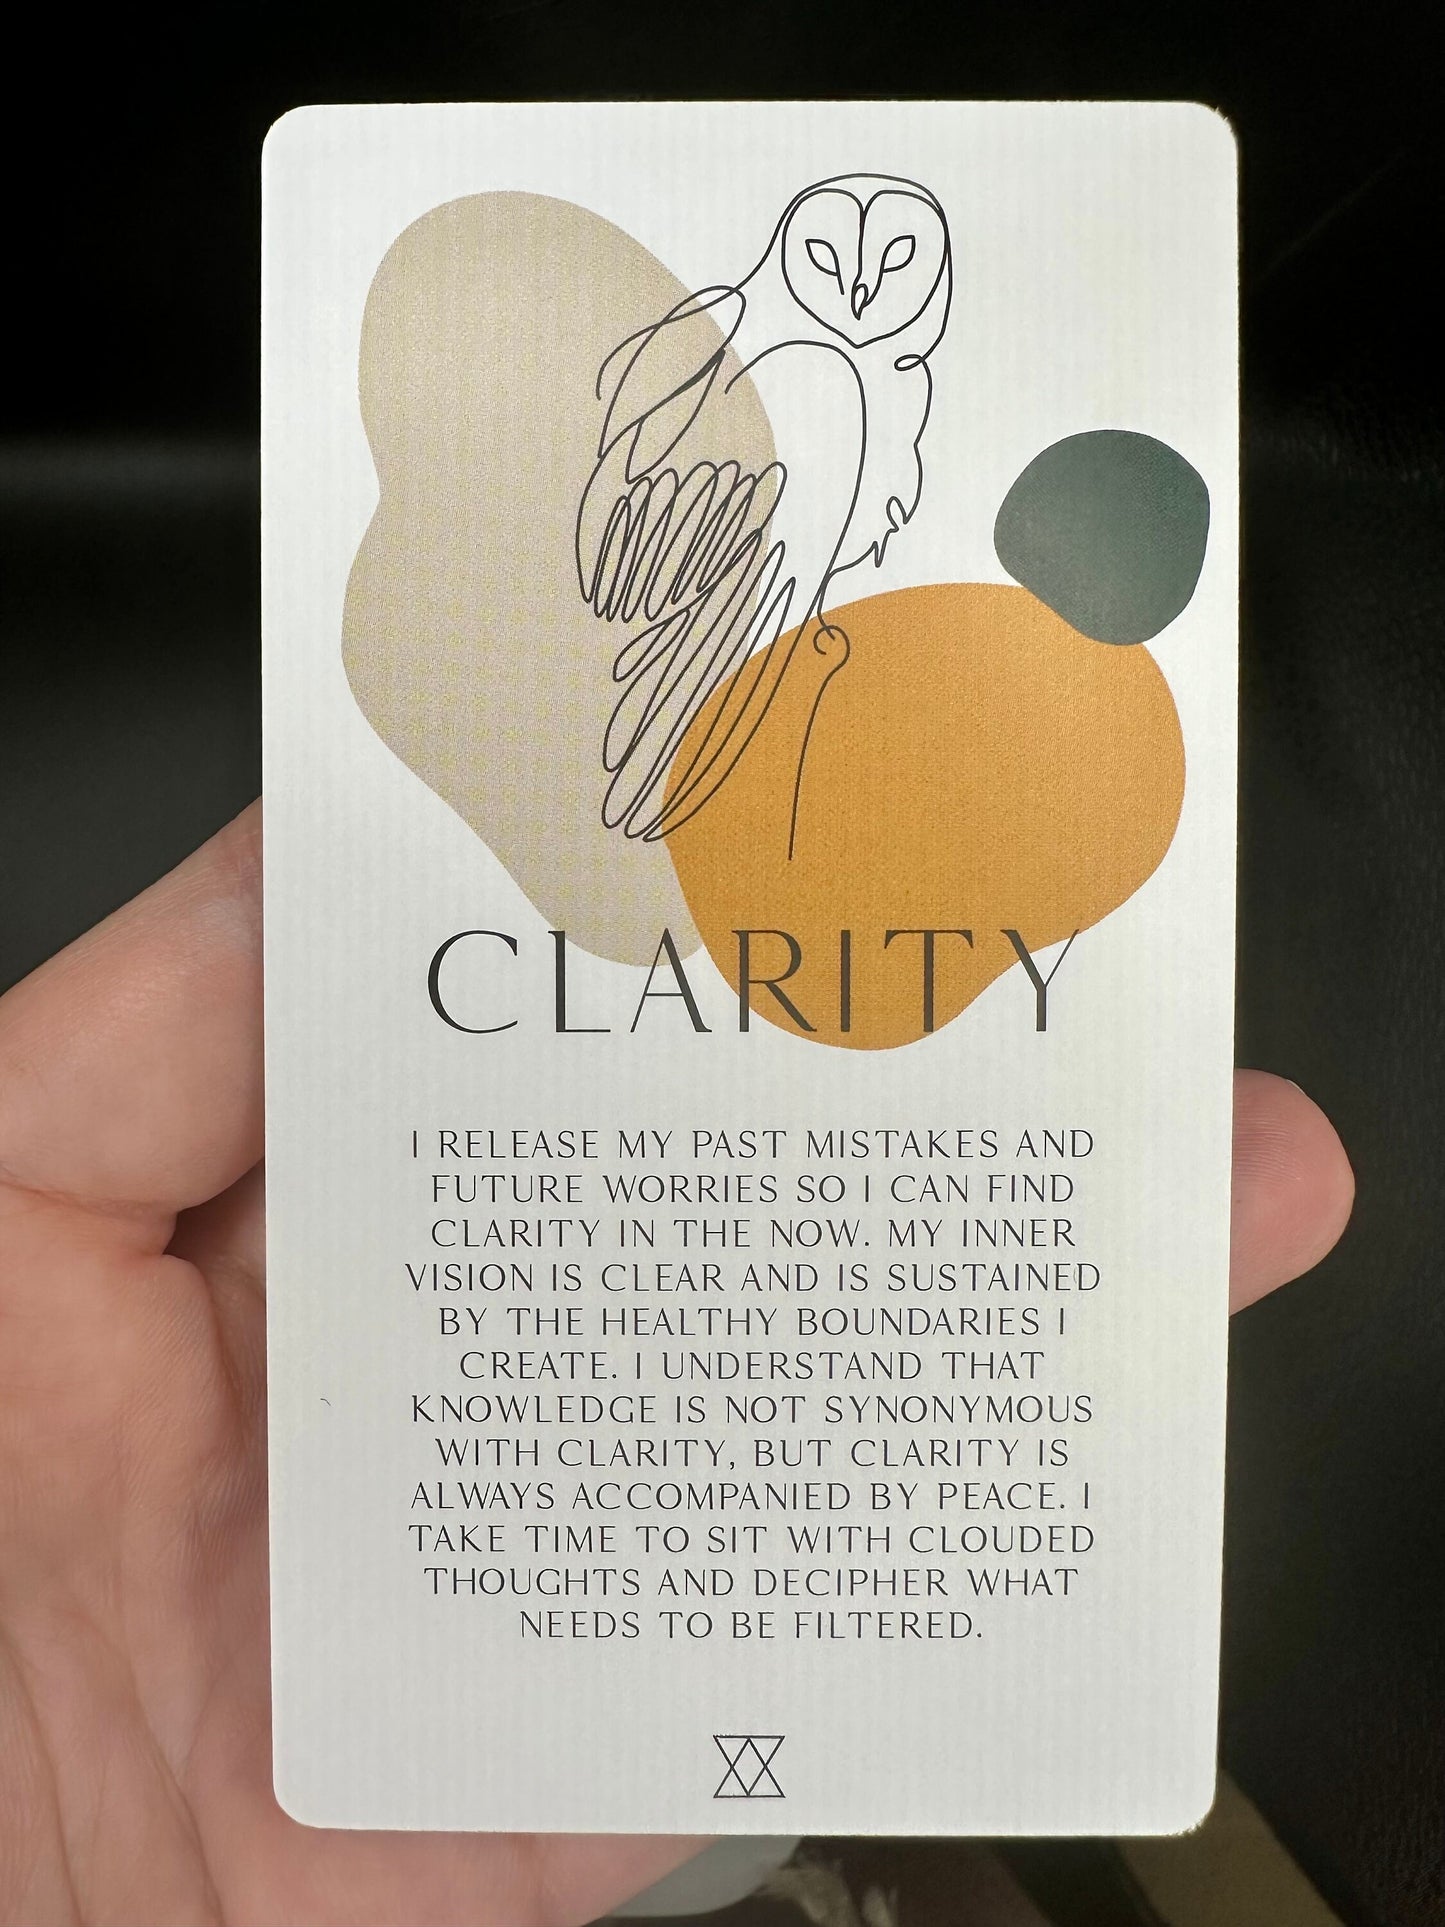 CLARITY
I RELEASE MY PAST MISTAKES AND
FUTURE WORRIES SO I CAN FIND
CLARITY IN THE NOW. MY INNER
VISION IS CLEAR AND IS SUSTAINED
BY THE HEALTHY BOUNDARIES I
CREATE. I UNDERSTAND THAT
KNOWLEDGE IS NOT SYNONYMOUS
WITH CLARITY, BUT CLARITY IS
ALWAYS ACCOMPANIED BY PEACE. I
TAKE TIME TO SIT WITH CLOUDED
THOUGHTS AND DECIPHER WHAT
NEEDS TO BE FILTERED.